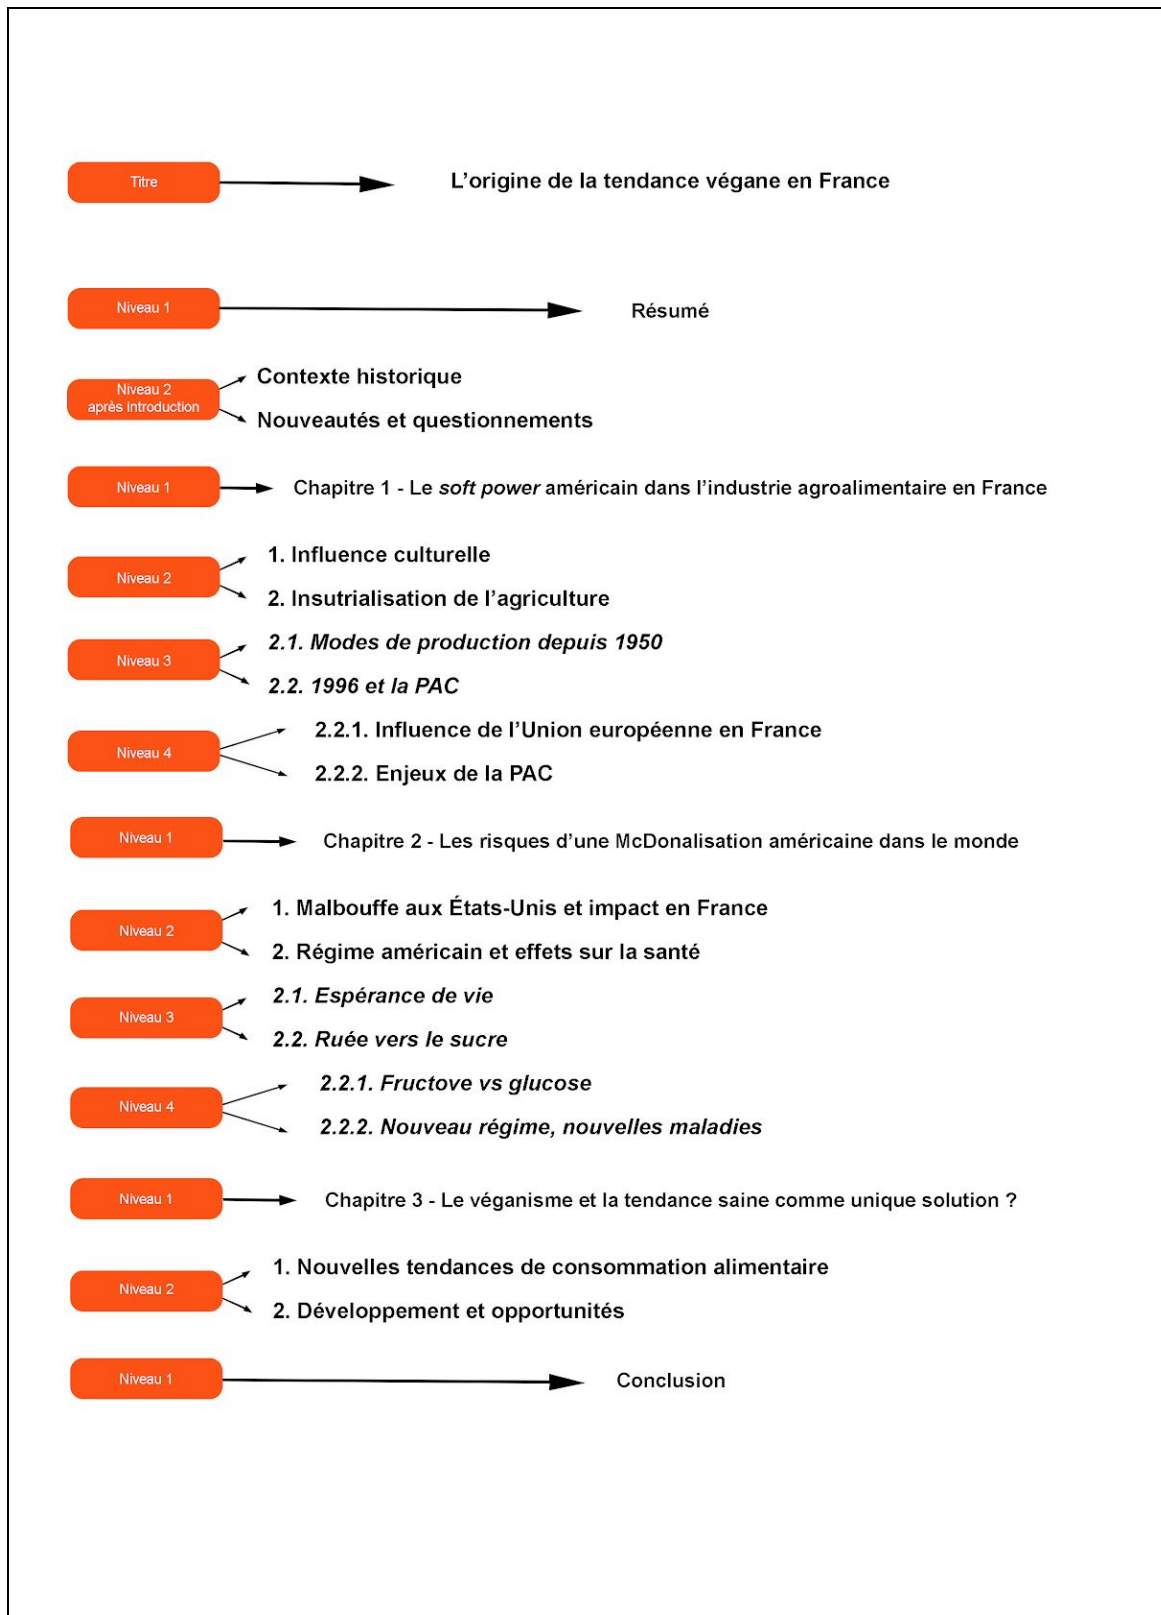 Titre
L'origine de la tendance végane en France
Niveau 1
Résumé
Niveau 2
après introduction
Contexte historique
Nouveautés et questionnements
Niveau 1
Chapitre 1 - Le soft power américain dans l'industrie agroalimentaire en France
Niveau 2
1. Influence culturelle
2. Insutrialisation de l'agriculture
Niveau 3
2.1. Modes de production depuis 1950
2.2. 1996 et la PAC
Niveau 4
2.2.1. Influence de l'Union européenne en France
2.2.2. Enjeux de la PAC
Niveau 1
Chapitre 2 - Les risques d'une McDonalisation américaine dans le monde
Niveau 2
1. Malbouffe aux États-Unis et impact en France
2. Régime américain et effets sur la santé
Niveau 3
2.1. Espérance de vie
2.2. Ruée vers le sucre
Niveau 4
2.2.1. Fructove vs glucose
2.2.2. Nouveau régime, nouvelles maladies
Niveau 1
Chapitre 3 - Le véganisme et la tendance saine comme unique solution ?
Niveau 2
1. Nouvelles tendances de consommation alimentaire
2. Développement et opportunités
Niveau 1
Conclusion